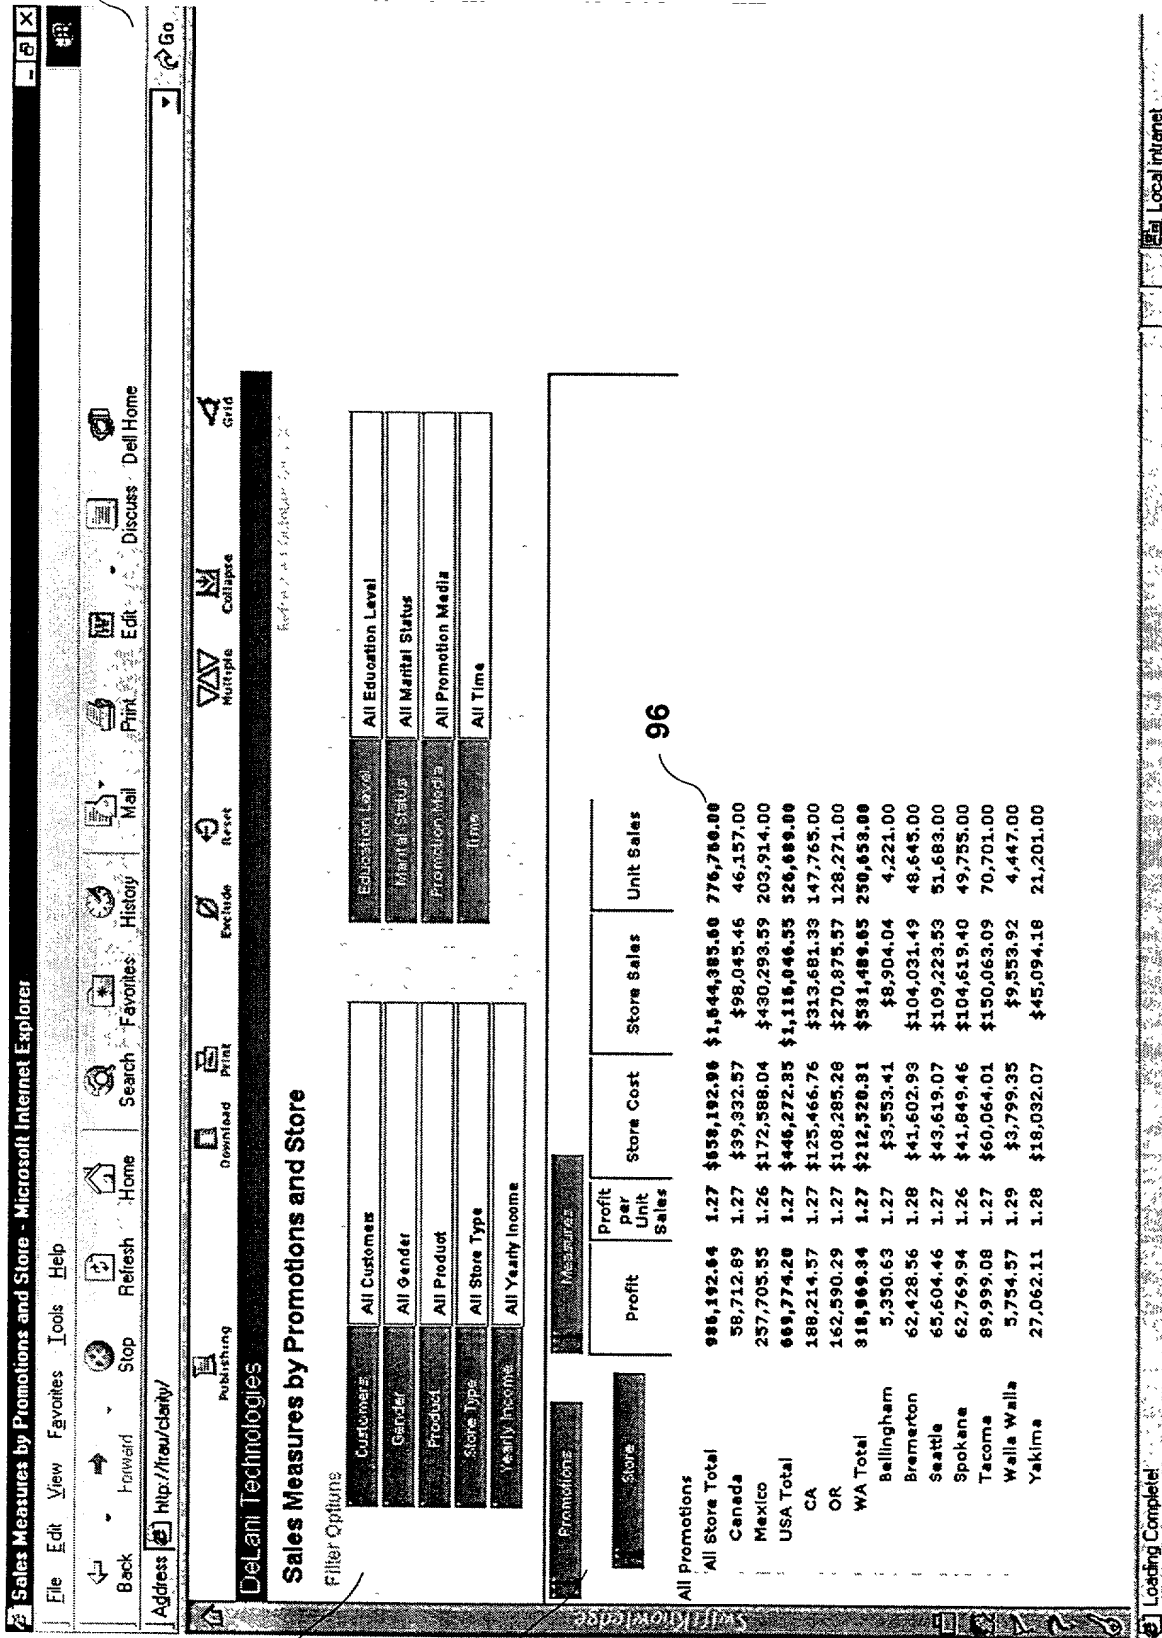 Sales Measures by Promotions and Store - Microsoft Internet Explorer
File Edit View Favorites Tools Help
Back Forward Stop Refresh Home Search Favorites History Mail Print Edit Discuss Dell Home
Address http://frau/clarity/ Go
Publishing Download Print Exclude Reset Multiple Collapse Grid
DeLani Technologies
Sales Measures by Promotions and Store
Filter Options
Customers All Customers Education Level All Education Level
Gender All Gender Marital Status All Marital Status
Product All Product Promotion Media All Promotion Media
Store Type All Store Type Time All Time
Yearly Income All Yearly Income
Promotions Measures
Store Profit Profit per Unit Sales Store Cost Store Sales Unit Sales
96
All Promotions
All Store Total 986,192.64 1.27 $658,192.96 $1,644,385.60 776,760.00
Canada 58,712.89 1.27 $39,332.57 $98,045.46 46,157.00
Mexico 257,705.55 1.26 $172,588.04 $430,293.59 203,914.00
USA Total 669,774.20 1.27 $446,272.35 $1,116,046.55 526,689.00
CA 188,214.57 1.27 $125,466.76 $313,681.33 147,765.00
OR 162,590.29 1.27 $108,285.28 $270,875.57 128,271.00
WA Total 318,969.34 1.27 $212,520.31 $531,489.65 250,653.00
Bellingham 5,350.63 1.27 $3,553.41 $8,904.04 4,221.00
Bremerton 62,428.56 1.28 $41,602.93 $104,031.49 48,645.00
Seattle 65,604.46 1.27 $43,619.07 $109,223.53 51,683.00
Spokane 62,769.94 1.26 $41,849.46 $104,619.40 49,755.00
Tacoma 89,999.08 1.27 $60,064.01 $150,063.09 70,701.00
Walla Walla 5,754.57 1.29 $3,799.35 $9,553.92 4,447.00
Yakima 27,062.11 1.28 $18,032.07 $45,094.18 21,201.00
SwiftKnowledge
Loading Complete! Local intranet